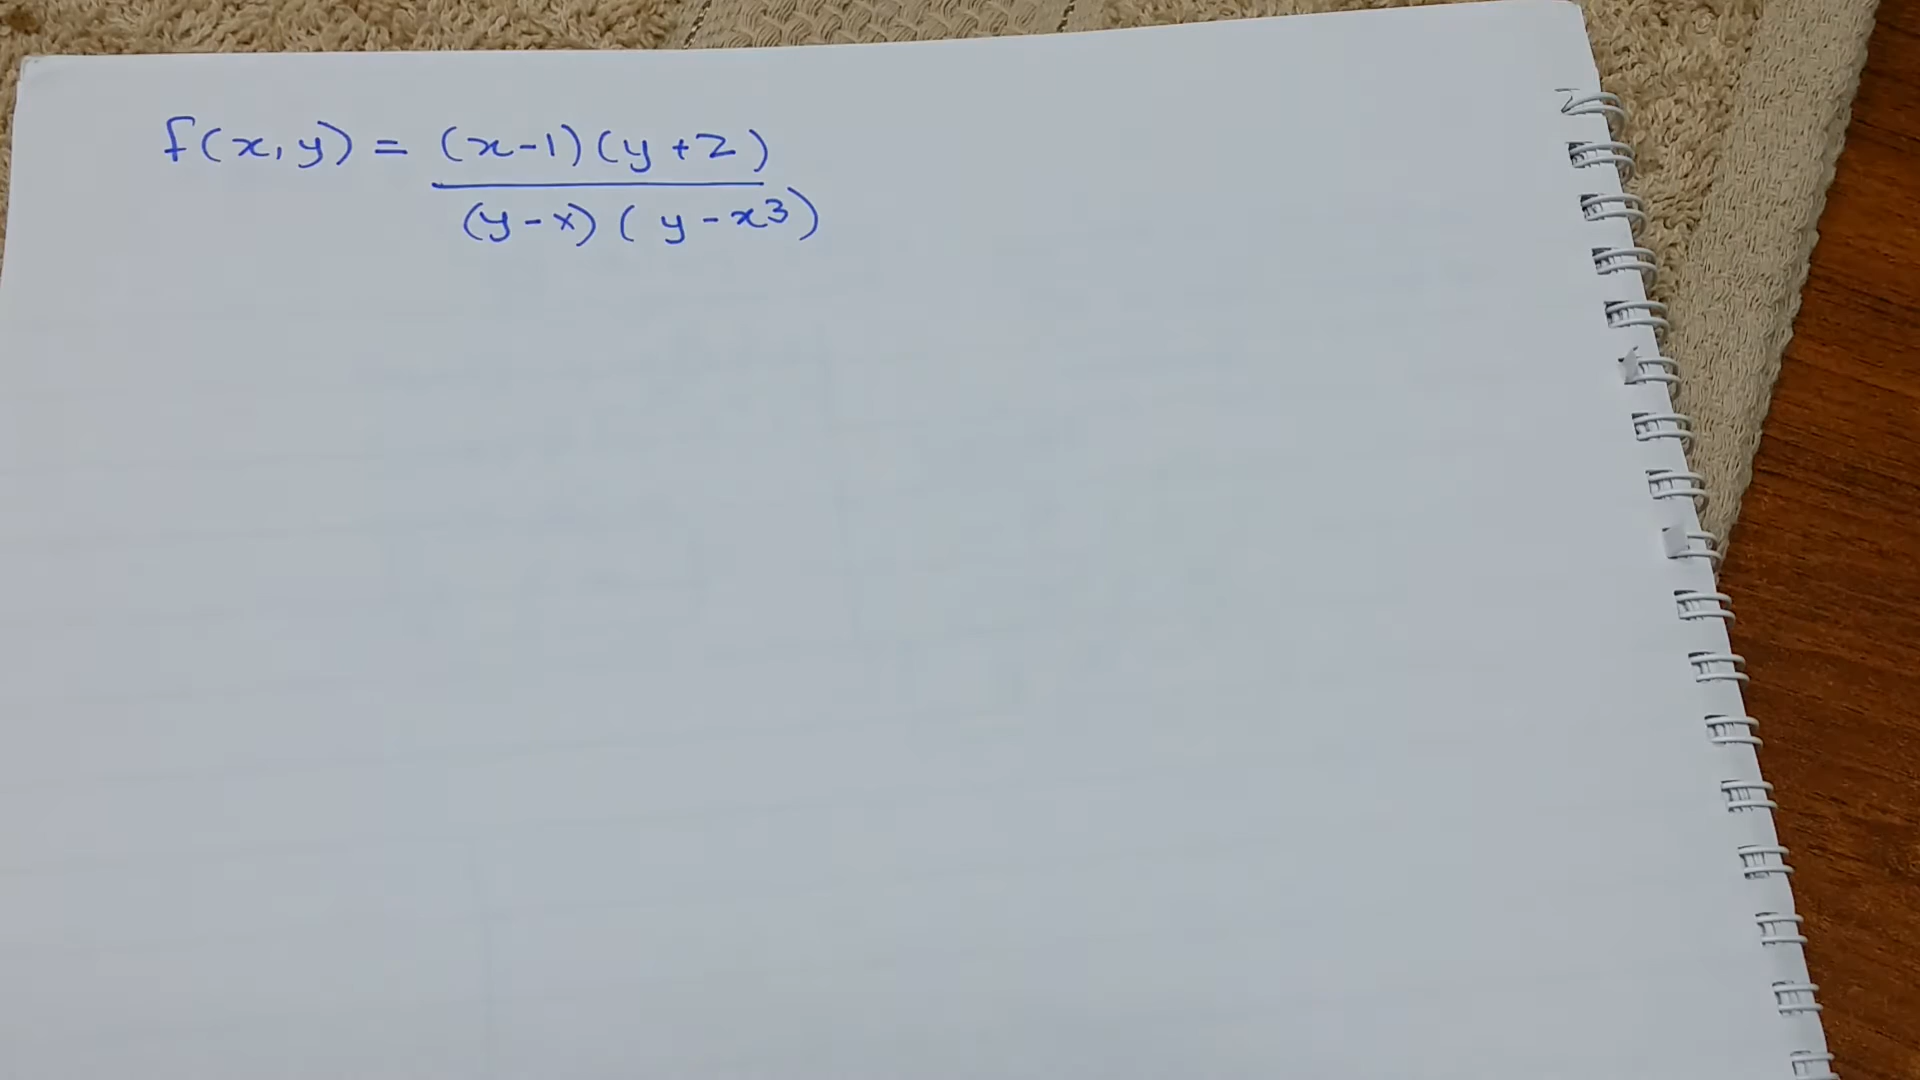 f(x,y) = (x-1)(y+2)
(y-x)(y-x3)